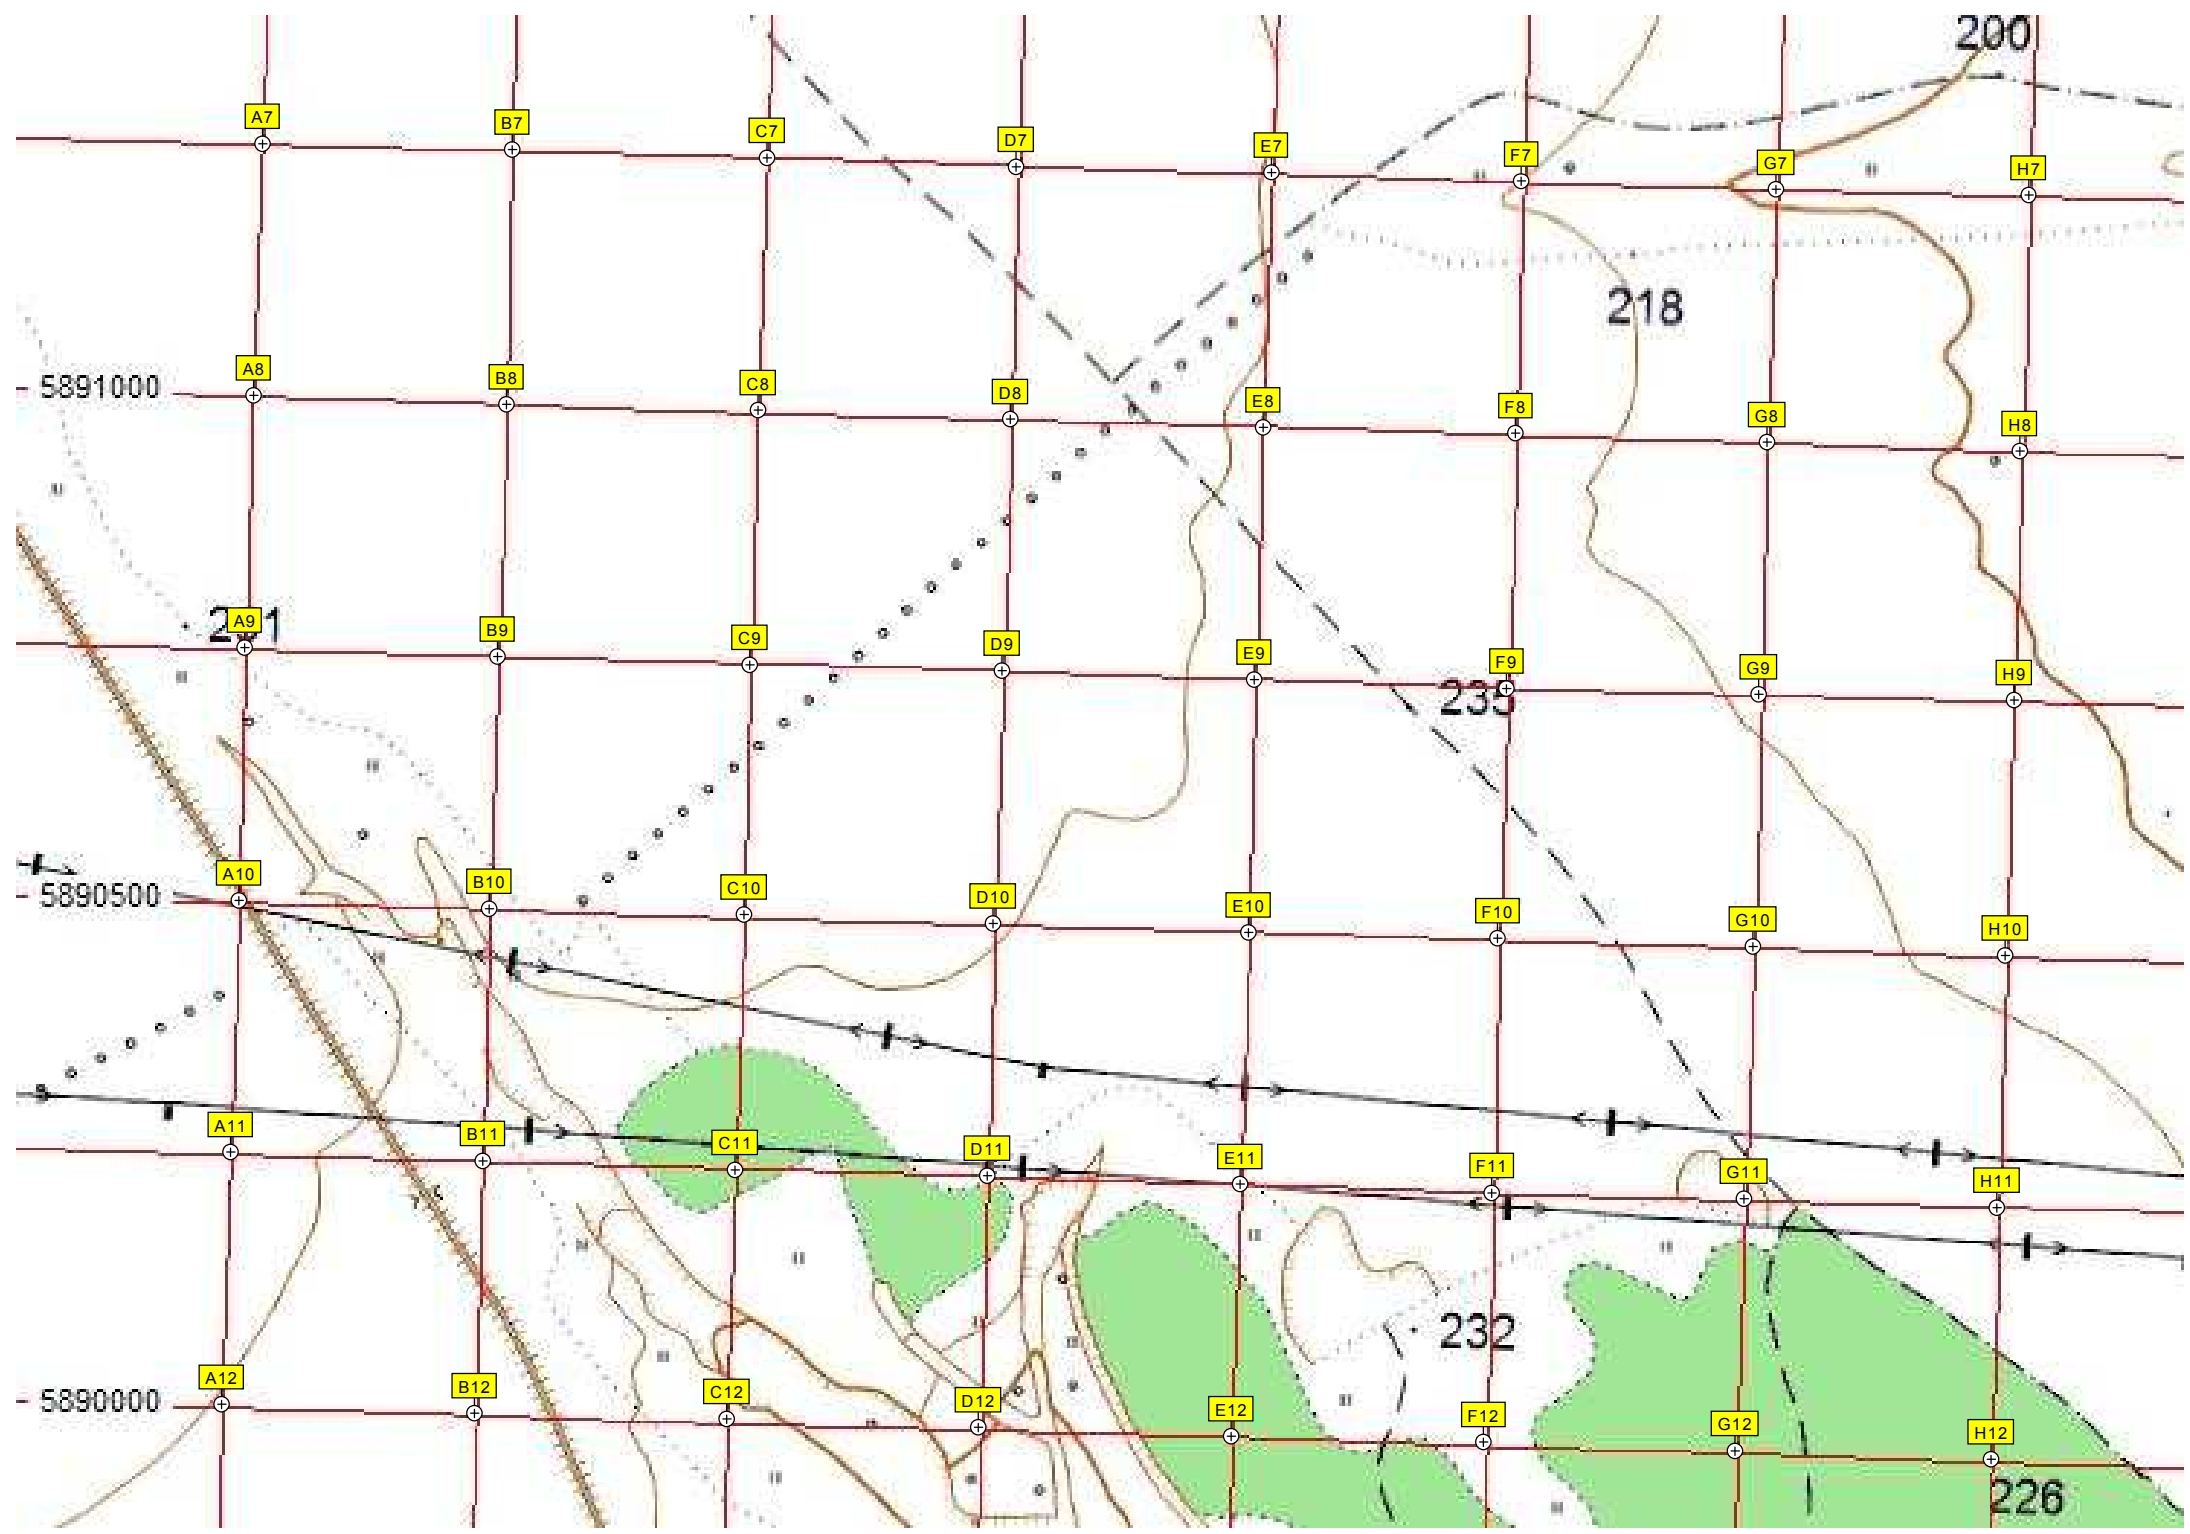 200
A7 B7 C7 D7 E7 F7 G7 H7
218
5891000 A8 B8 C8 D8 E8 F8 G8 H8
A9 B9 C9 D9 E9 F9 G9 H9
235
5890500 A10 B10 C10 D10 E10 F10 G10 H10
A11 B11 C11 D11 E11 F11 G11 H11
232
5890000 A12 B12 C12 D12 E12 F12 G12 H12
226